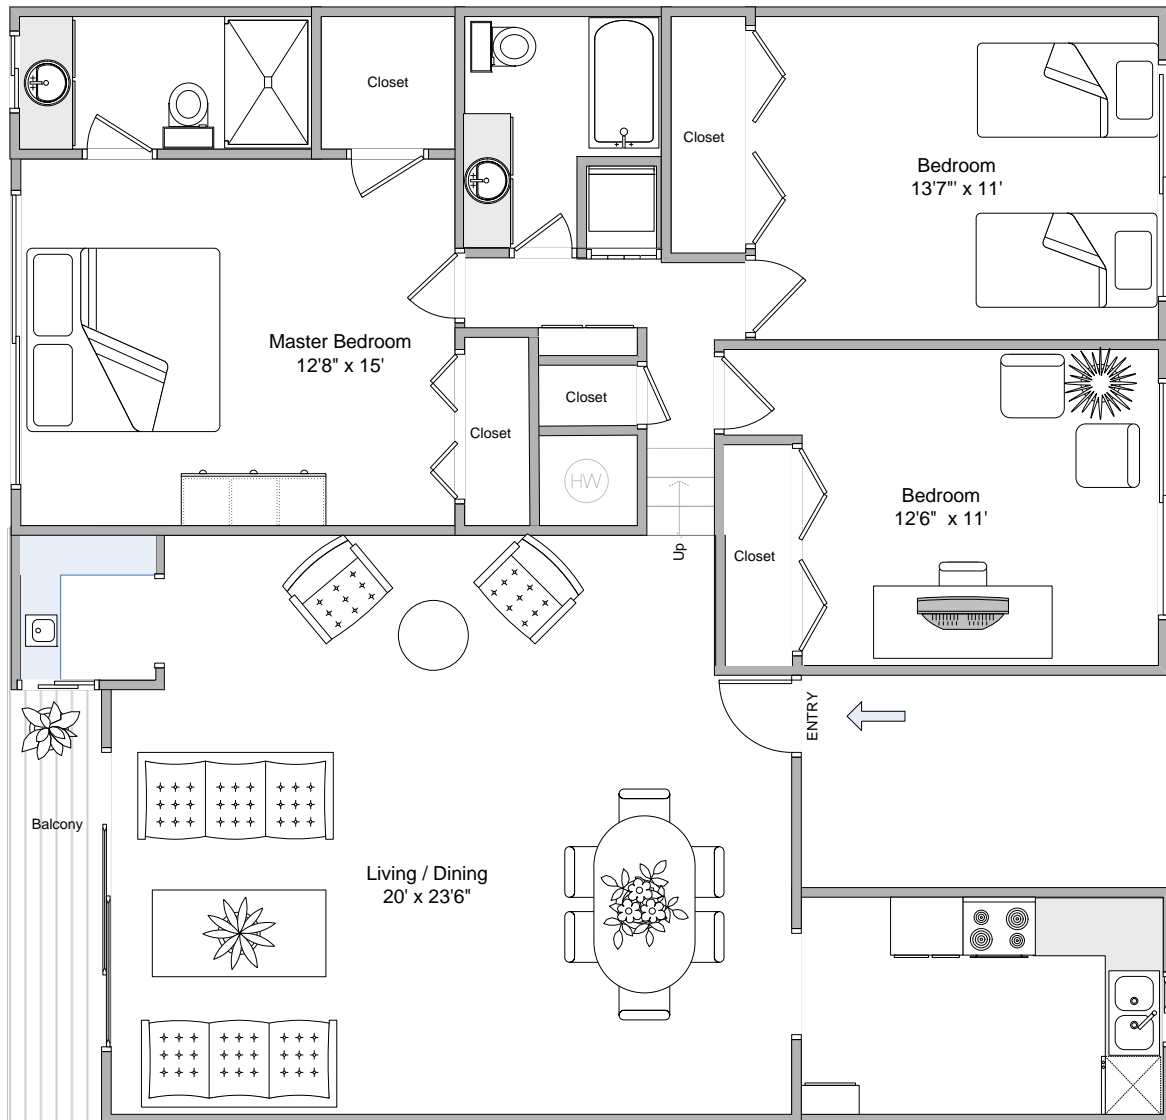 Closet
Closet
Bedroom
13'7"' x 11'
Master Bedroom
12'8" x 15'
Closet
Closet
HW
Up
Bedroom
12'6" x 11'
Closet
ENTRY
Balcony
Living / Dining
20' x 23'6"